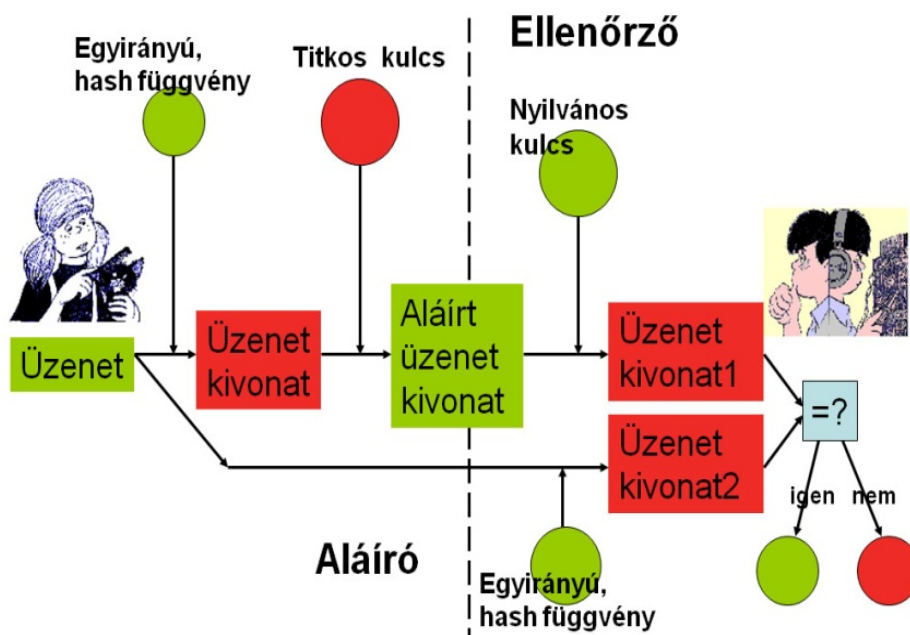 Egyirányú,
hash függvény
Titkos kulcs
Ellenőrző
Nyilvános
kulcs
Üzenet
Üzenet
kivonat
Aláírt
üzenet
kivonat
Üzenet
kivonat1
=?
Üzenet
kivonat2
igen nem
Aláíró
Egyirányú,
hash függvény